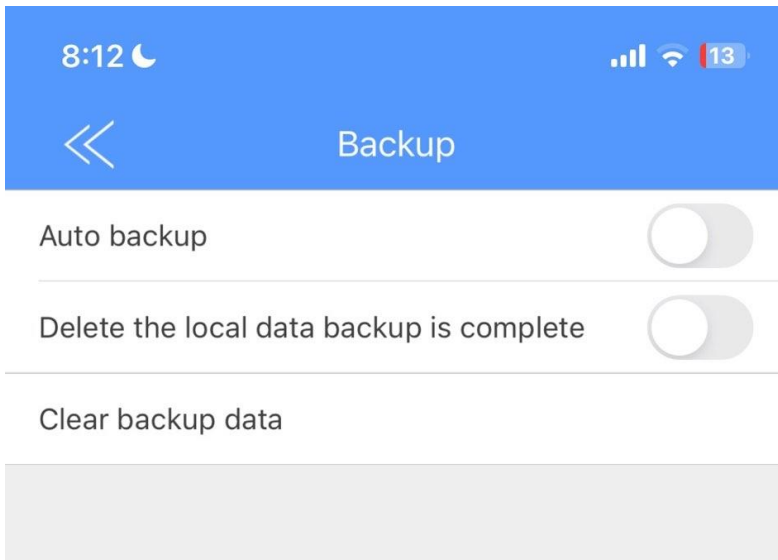 8:12
13
Backup
Auto backup
Delete the local data backup is complete
Clear backup data